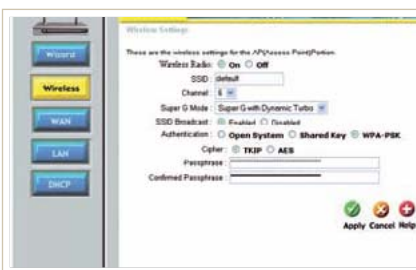 Wireless Settings
These are the wireless settings for the AP(Access Point)Portion.
Wizard
Wireless
WAN
LAN
DHCP
Wireless Radio: On Off
SSID: default
Channel: 6
Super G Mode: Super G with Dynamic Turbo
SSID Broadcast: Enabled Disabled
Authentication: Open System Shared Key WPA-PSK
Cipher: TKIP AES
Passphrase:
Confirmed Passphrase:
Apply Cancel Help